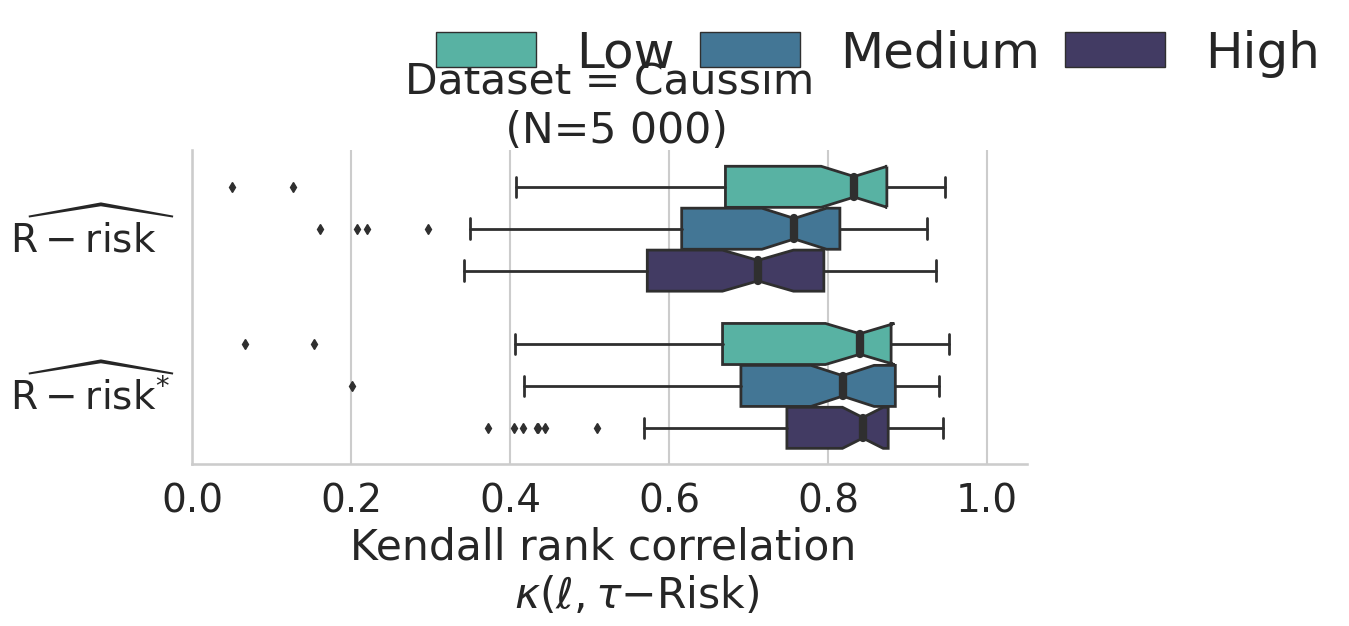 Low Medium High
Dataset = Caussim
(N=5 000)
R − risk
R − risk*
0.0 0.2 0.4 0.6 0.8 1.0
Kendall rank correlation
κ(ℓ, τ−Risk)